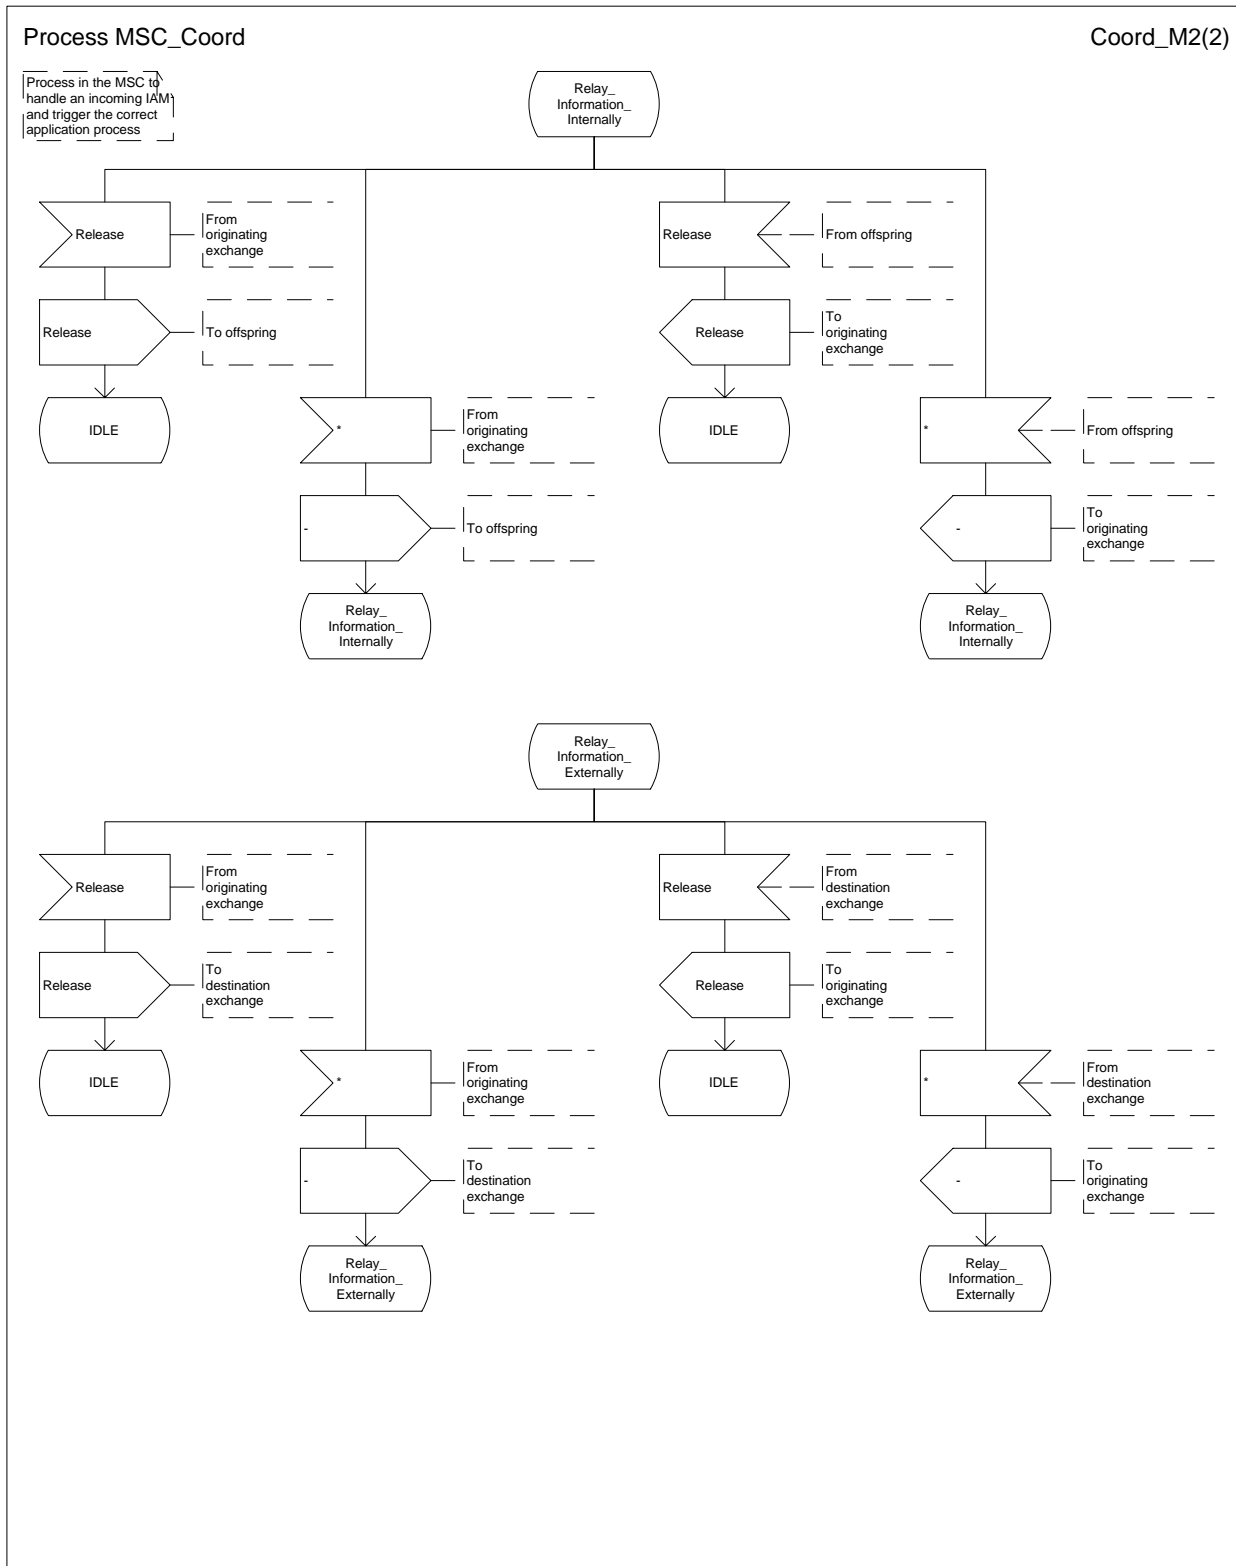 Process MSC_Coord
Coord_M2(2)
Process in the MSC to
handle an incoming IAM
and trigger the correct
application process
Relay_
Information_
Internally
Release
From
originating
exchange
Release
From offspring
Release
To offspring
Release
To
originating
exchange
IDLE
*
From
originating
exchange
IDLE
*
From offspring
-
To offspring
-
To
originating
exchange
Relay_
Information_
Internally
Relay_
Information_
Internally
Relay_
Information_
Externally
Release
From
originating
exchange
Release
From
destination
exchange
Release
To
destination
exchange
Release
To
originating
exchange
IDLE
*
From
originating
exchange
IDLE
*
From
destination
exchange
-
To
destination
exchange
-
To
originating
exchange
Relay_
Information_
Externally
Relay_
Information_
Externally